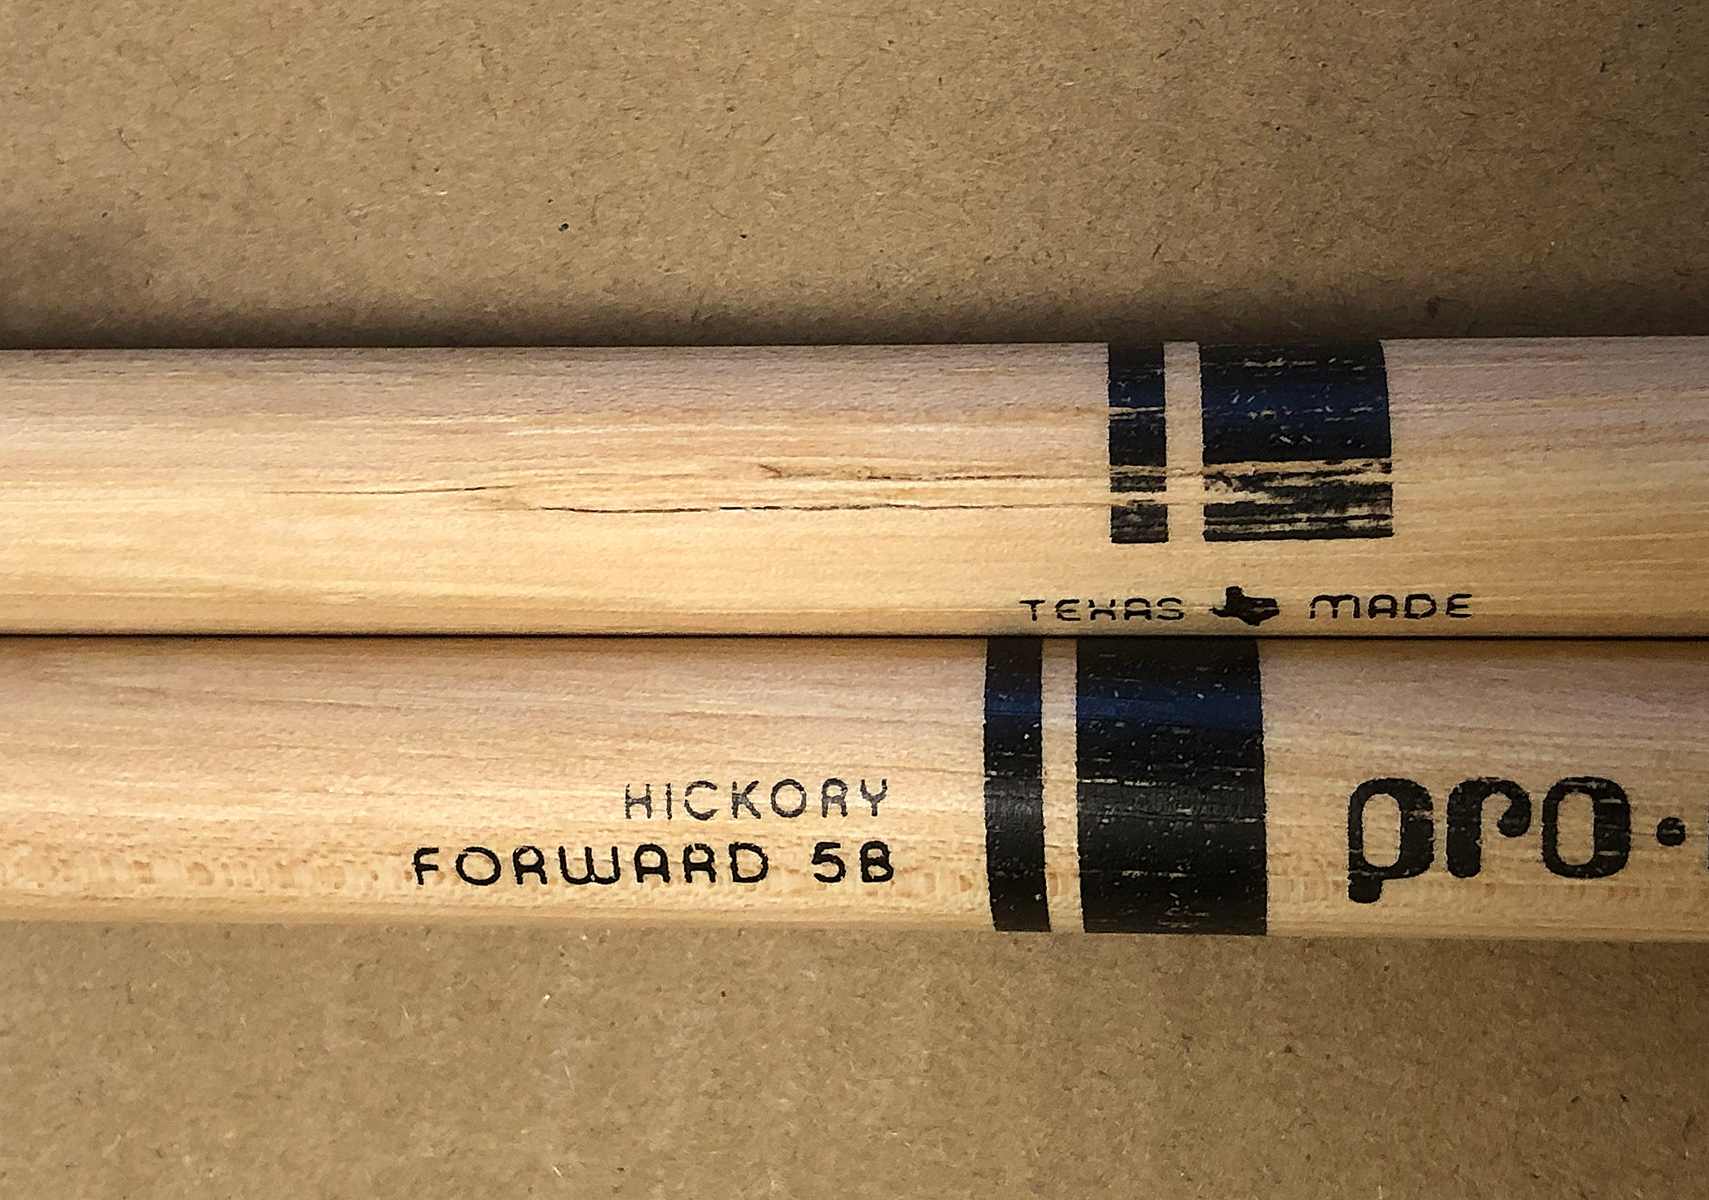 TEXAS MADE
HICKORY
FORWARD 5B
pro·